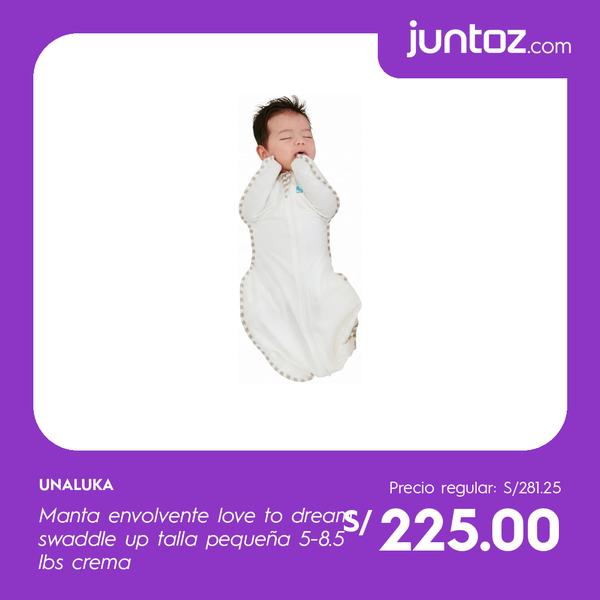 juntoz.com
UNALUKA
Manta envolvente love to dream
swaddle up talla pequeña 5-8.5
lbs crema
Precio regular: S/281.25
S/ 225.00